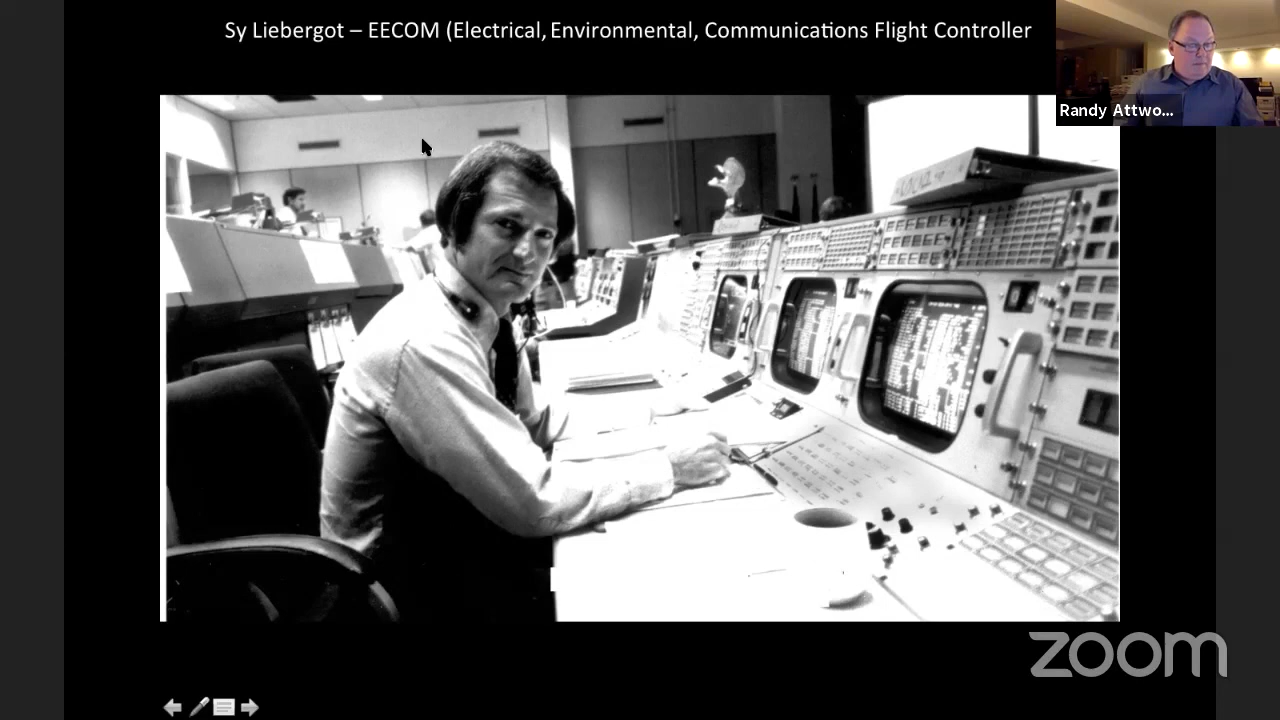 Sy Liebergot – EECOM (Electrical, Environmental, Communications Flight Controller
Randy Attwo...
zoom